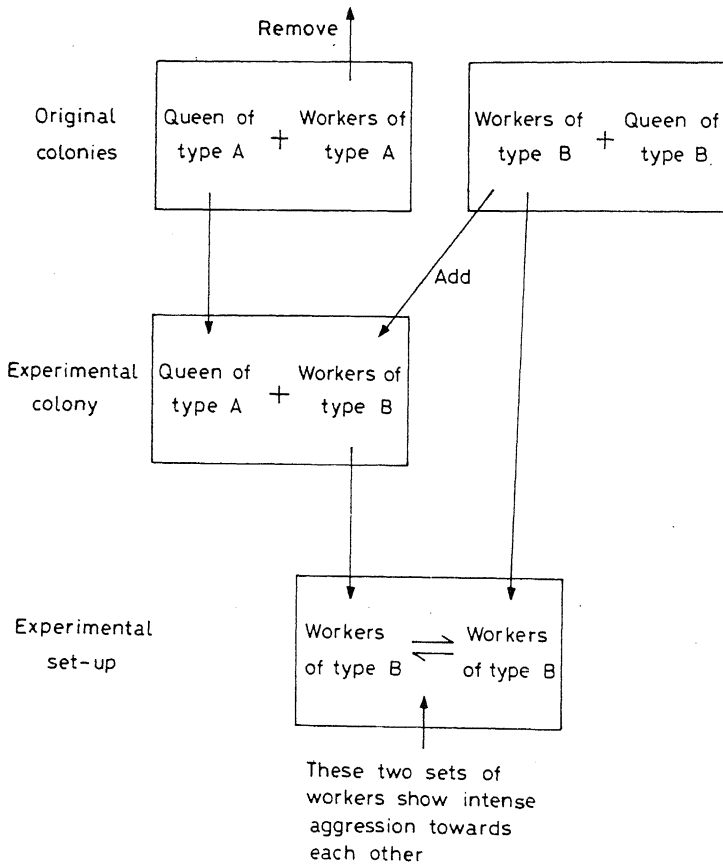 Remove
Original
colonies
Queen of
type A
+
Workers of
type A
Workers of
type B
+
Queen of
type B
Add
Experimental
colony
Queen of
type A
+
Workers of
type B
Experimental
set-up
Workers
of type B
Workers
of type B
These two sets of
workers show intense
aggression towards
each other